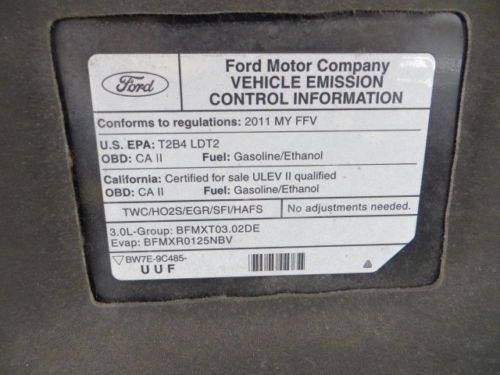 Ford
Ford Motor Company
VEHICLE EMISSION
CONTROL INFORMATION
Conforms to regulations: 2011 MY FFV
U.S. EPA: T2B4 LDT2
OBD: CA II Fuel: Gasoline/Ethanol
California: Certified for sale ULEV II qualified
OBD: CA II Fuel: Gasoline/Ethanol
TWC/HO2S/EGR/SFI/HAFS No adjustments needed.
3.0L-Group: BFMXT03.02DE
Evap: BFMXR0125NBV
BW7E-9C485-
UUF